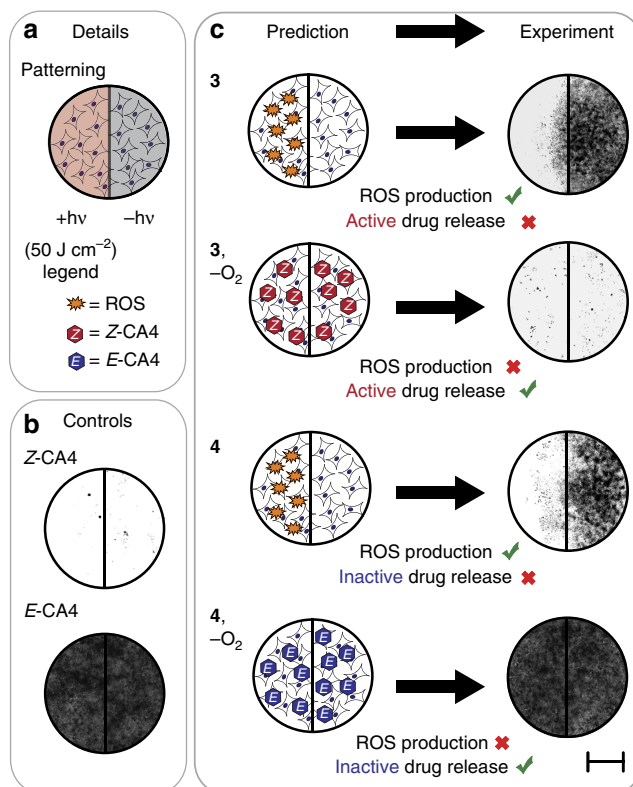 a
Details
Patterning
+hν
−hν
(50 J cm⁻²)
legend
= ROS
Z
= Z-CA4
E
= E-CA4
b
Controls
Z-CA4
E-CA4
c
Prediction
Experiment
3
ROS production ✓
Active drug release ✖
3,
−O₂
Z Z Z Z Z Z Z Z Z Z
ROS production ✖
Active drug release ✓
4
ROS production ✓
Inactive drug release ✖
4,
−O₂
E E E E E E E E E E
ROS production ✖
Inactive drug release ✓